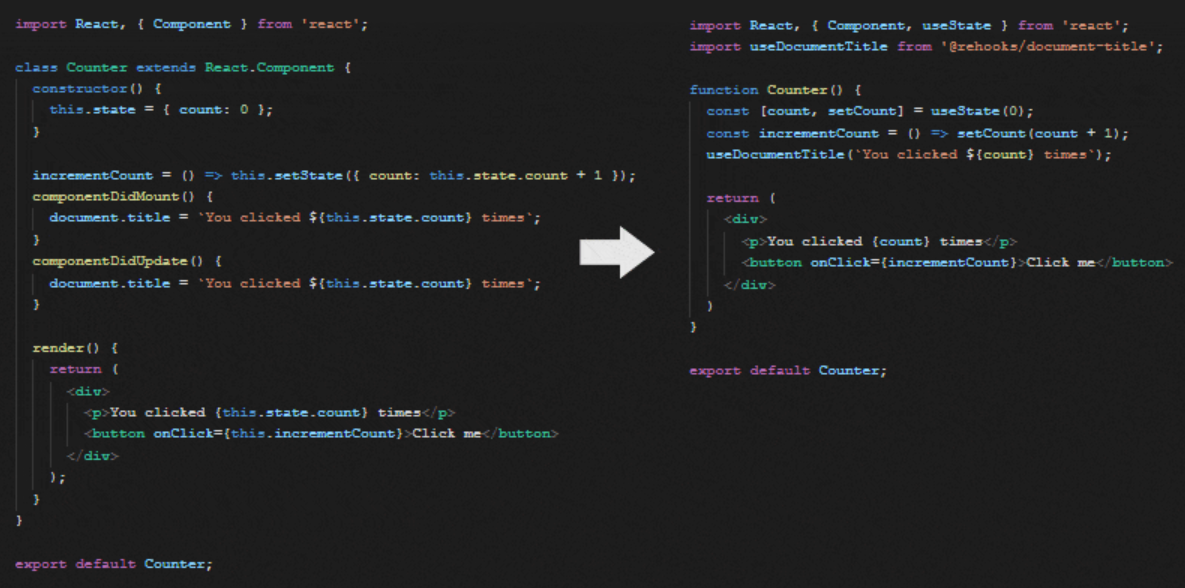 import React, { Component } from 'react';
class Counter extends React.Component {
constructor() {
this.state = { count: 0 };
}
incrementCount = () => this.setState({ count: this.state.count + 1 });
componentDidMount() {
document.title = `You clicked ${this.state.count} times`;
}
componentDidUpdate() {
document.title = `You clicked ${this.state.count} times`;
}
render() {
return (
<div>
<p>You clicked {this.state.count} times</p>
<button onClick={this.incrementCount}>Click me</button>
</div>
);
}
}
export default Counter;
import React, { Component, useState } from 'react';
import useDocumentTitle from '@rehooks/document-title';
function Counter() {
const [count, setCount] = useState(0);
const incrementCount = () => setCount(count + 1);
useDocumentTitle(`You clicked ${count} times`);
return (
<div>
<p>You clicked {count} times</p>
<button onClick={incrementCount}>Click me</button>
</div>
)
}
export default Counter;